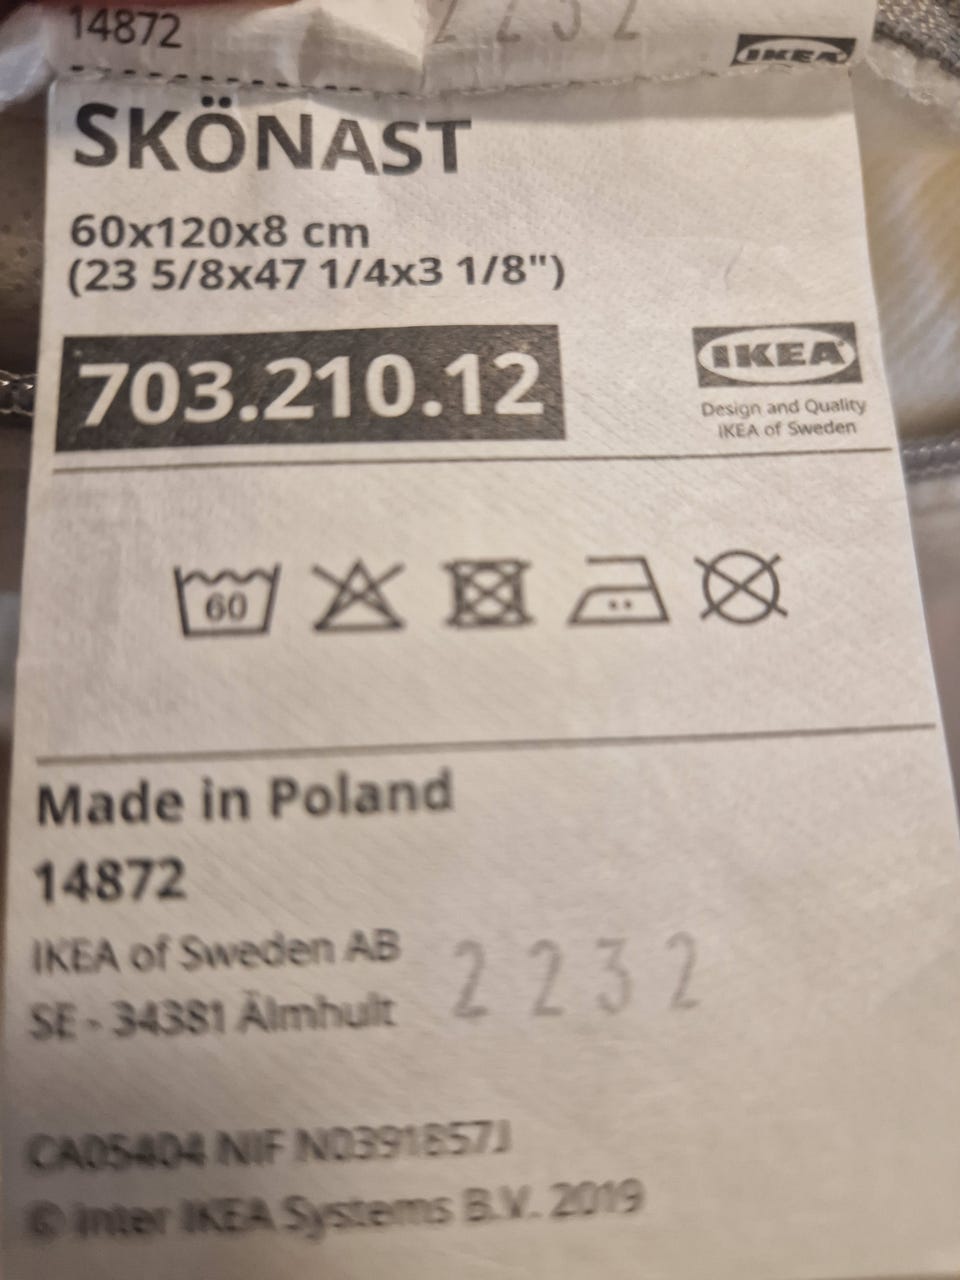 14872 2232 IKEA
SKÖNAST
60x120x8 cm
(23 5/8x47 1/4x3 1/8")
703.210.12
IKEA
Design and Quality
IKEA of Sweden
60
Made in Poland
14872
IKEA of Sweden AB
SE - 34381 Älmhult
2232
CA05404 NIF N0391857J
© Inter IKEA Systems B.V. 2019